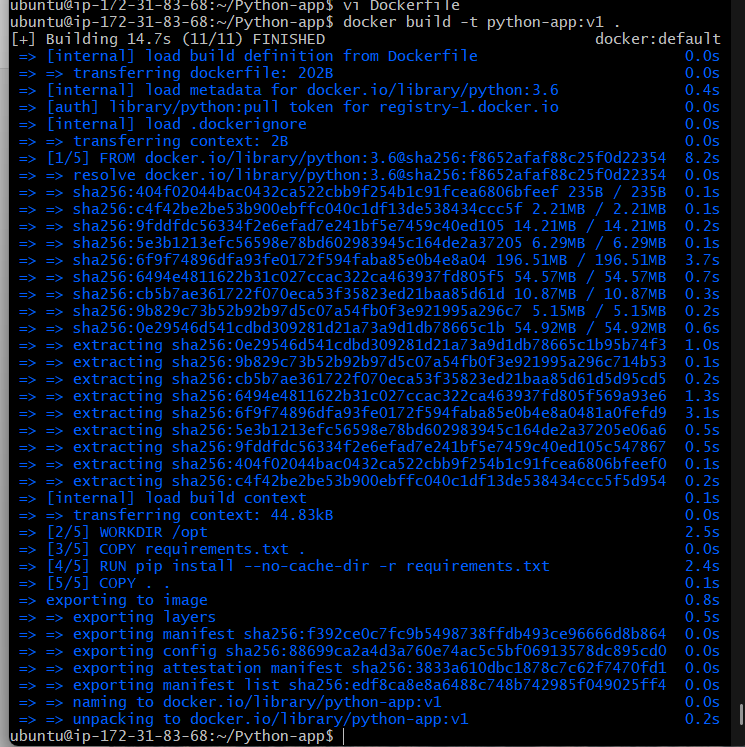 ubuntu@ip-172-31-83-68:~/Python-app$ vi Dockerfile
ubuntu@ip-172-31-83-68:~/Python-app$ docker build -t python-app:v1 .
[+] Building 14.7s (11/11) FINISHED docker:default
=> [internal] load build definition from Dockerfile 0.0s
=> => transferring dockerfile: 202B 0.0s
=> [internal] load metadata for docker.io/library/python:3.6 0.4s
=> [auth] library/python:pull token for registry-1.docker.io 0.0s
=> [internal] load .dockerignore 0.0s
=> => transferring context: 2B 0.0s
=> [1/5] FROM docker.io/library/python:3.6@sha256:f8652afaf88c25f0d22354 8.2s
=> => resolve docker.io/library/python:3.6@sha256:f8652afaf88c25f0d22354 0.0s
=> => sha256:404f02044bac0432ca522cbb9f254b1c91fcea6806bfeef 235B / 235B 0.1s
=> => sha256:c4f42be2be53b900ebffc040c1df13de538434ccc5f 2.21MB / 2.21MB 0.1s
=> => sha256:9fddfdc56334f2e6efad7e241bf5e7459c40ed105 14.21MB / 14.21MB 0.2s
=> => sha256:5e3b1213efc56598e78bd602983945c164de2a37205 6.29MB / 6.29MB 0.1s
=> => sha256:6f9f74896dfa93fe0172f594faba85e0b4e8a04 196.51MB / 196.51MB 3.7s
=> => sha256:6494e4811622b31c027ccac322ca463937fd805f5 54.57MB / 54.57MB 0.7s
=> => sha256:cb5b7ae361722f070eca53f35823ed21baa85d61d 10.87MB / 10.87MB 0.3s
=> => sha256:9b829c73b52b92b97d5c07a54fb0f3e921995a296c7 5.15MB / 5.15MB 0.2s
=> => sha256:0e29546d541cdbd309281d21a73a9d1db78665c1b 54.92MB / 54.92MB 0.6s
=> => extracting sha256:0e29546d541cdbd309281d21a73a9d1db78665c1b95b74f3 1.0s
=> => extracting sha256:9b829c73b52b92b97d5c07a54fb0f3e921995a296c714b53 0.1s
=> => extracting sha256:cb5b7ae361722f070eca53f35823ed21baa85d61d5d95cd5 0.2s
=> => extracting sha256:6494e4811622b31c027ccac322ca463937fd805f569a93e6 1.3s
=> => extracting sha256:6f9f74896dfa93fe0172f594faba85e0b4e8a0481a0fefd9 3.1s
=> => extracting sha256:5e3b1213efc56598e78bd602983945c164de2a37205e06a6 0.5s
=> => extracting sha256:9fddfdc56334f2e6efad7e241bf5e7459c40ed105c547867 0.5s
=> => extracting sha256:404f02044bac0432ca522cbb9f254b1c91fcea6806bfeef0 0.1s
=> => extracting sha256:c4f42be2be53b900ebffc040c1df13de538434ccc5f5d954 0.2s
=> [internal] load build context 0.1s
=> => transferring context: 44.83kB 0.0s
=> [2/5] WORKDIR /opt 2.5s
=> [3/5] COPY requirements.txt . 0.0s
=> [4/5] RUN pip install --no-cache-dir -r requirements.txt 2.4s
=> [5/5] COPY . . 0.1s
=> exporting to image 0.8s
=> => exporting layers 0.5s
=> => exporting manifest sha256:f392ce0c7fc9b5498738ffdb493ce96666d8b864 0.0s
=> => exporting config sha256:88699ca2a4d3a760e74ac5c5bf06913578dc895cd0 0.0s
=> => exporting attestation manifest sha256:3833a610dbc1878c7c62f7470fd1 0.0s
=> => exporting manifest list sha256:edf8ca8e8a6488c748b742985f049025ff4 0.0s
=> => naming to docker.io/library/python-app:v1 0.0s
=> => unpacking to docker.io/library/python-app:v1 0.2s
ubuntu@ip-172-31-83-68:~/Python-app$